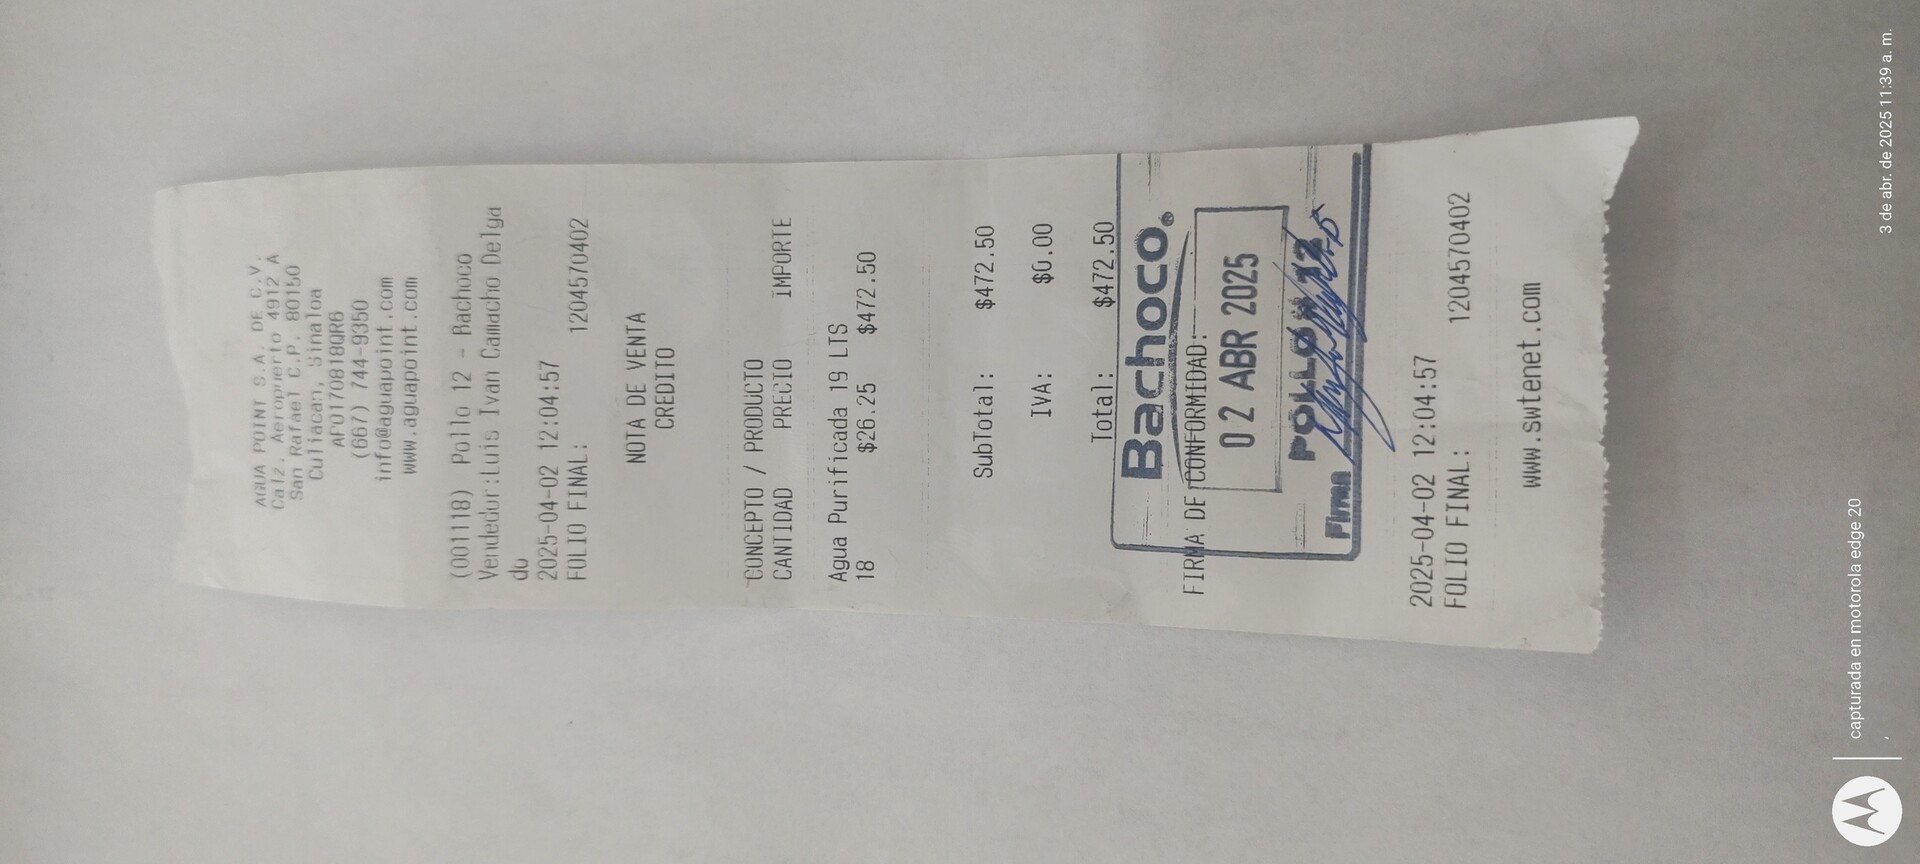 AGUA POINT S.A. DE C.V.
Calz. Aeropuerto 4912 A
San Rafael C.P. 80150
Culiacan, Sinaloa
APO170818QR6
(667) 744-9350
info@aguapoint.com
www.aguapoint.com
(001118) Pollo 12 - Bachoco
Vendedor:Luis Ivan Camacho Delga
do
2025-04-02 12:04:57
FOLIO FINAL: 1204570402
NOTA DE VENTA
CREDITO
CONCEPTO / PRODUCTO
CANTIDAD PRECIO IMPORTE
Agua Purificada 19 LTS
18 $26.25 $472.50
SubTotal: $472.50
IVA: $0.00
Total: $472.50
Bachoco®
FIRMA DE CONFORMIDAD:
02 ABR 2025
POLLO 12
Firma
2025-04-02 12:04:57
FOLIO FINAL: 1204570402
www.swtenet.com
capturada en motorola edge 20
,
3 de abr. de 2025 11:39 a. m.